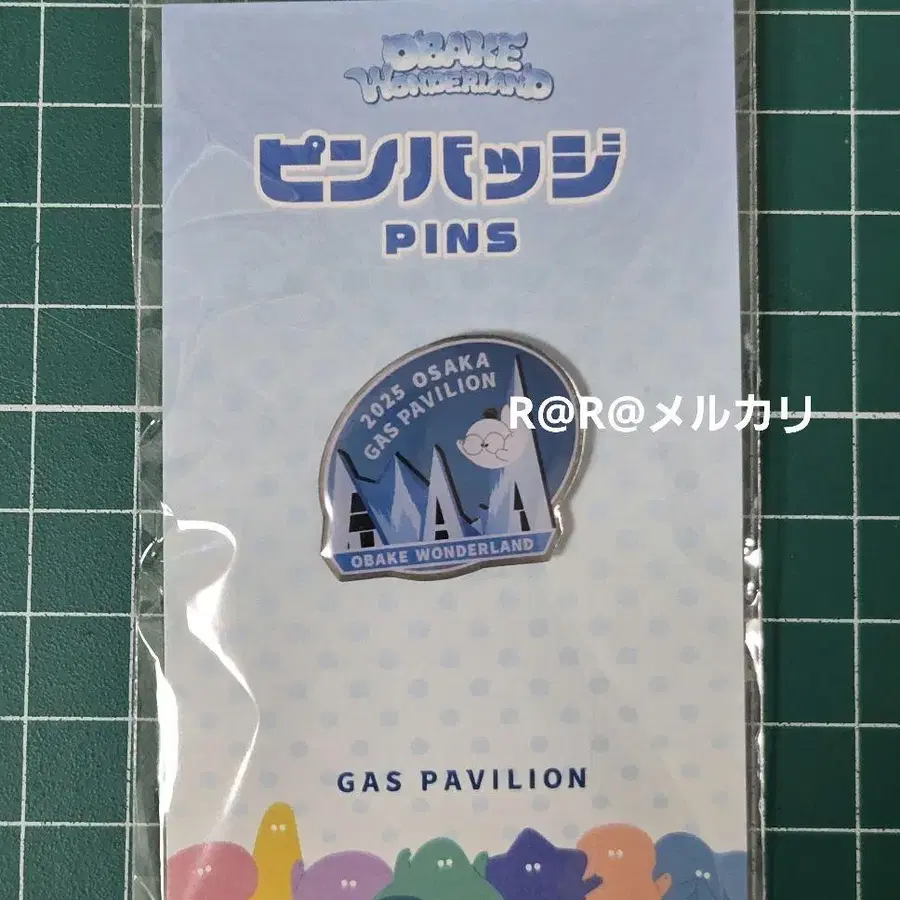 OBAKE
WONDERLAND
ピンバッジ
PINS
2025 OSAKA
GAS PAVILION
R@R@メルカリ
OBAKE WONDERLAND
GAS PAVILION